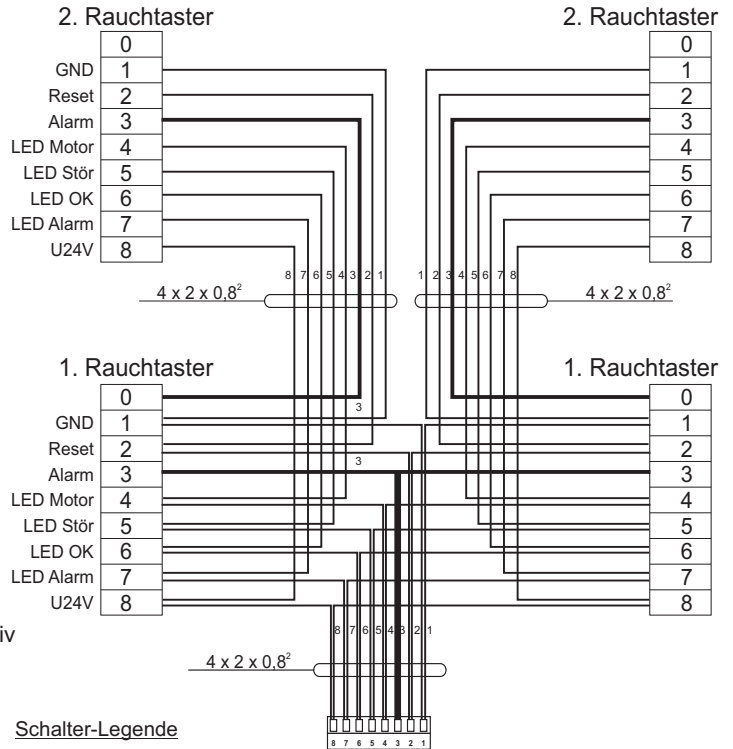 2. Rauchtaster 2. Rauchtaster
0 0
GND 1 1
Reset 2 2
Alarm 3 3
LED Motor 4 4
LED Stör 5 5
LED OK 6 6
LED Alarm 7 7
U24V 8 8
8 7 6 5 4 3 2 1 1 2 3 4 5 6 7 8
4 x 2 x 0,8² 4 x 2 x 0,8²
1. Rauchtaster 1. Rauchtaster
0 0
3
GND 1 1
Reset 2 2
3
Alarm 3 3
LED Motor 4 4
LED Stör 5 5
LED OK 6 6
LED Alarm 7 7
U24V 8 8
iv
8 7 6 5 4 3 2 1
4 x 2 x 0,8²
Schalter-Legende
8 7 6 5 4 3 2 1